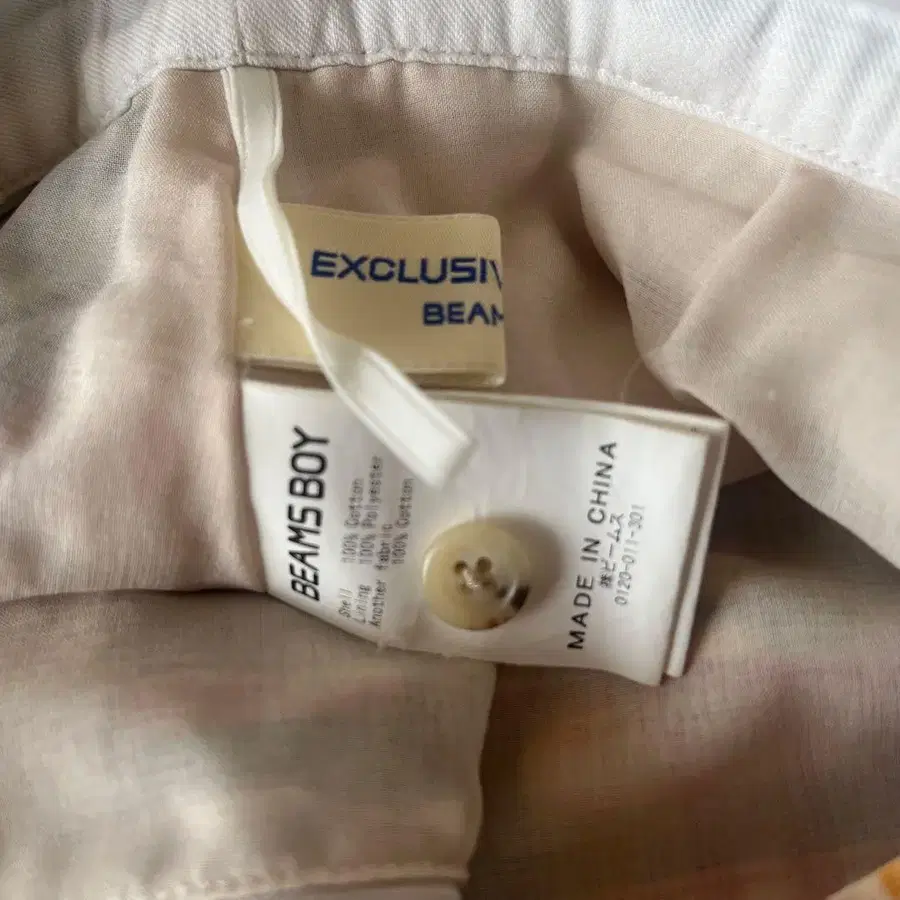 EXCLUSIV
BEAM
BEAMS BOY
Shell 100% Cotton
Lining 100% Polyester
Another fabric
100% Cotton
MADE IN CHINA
㈱ビームス
0120-011-301